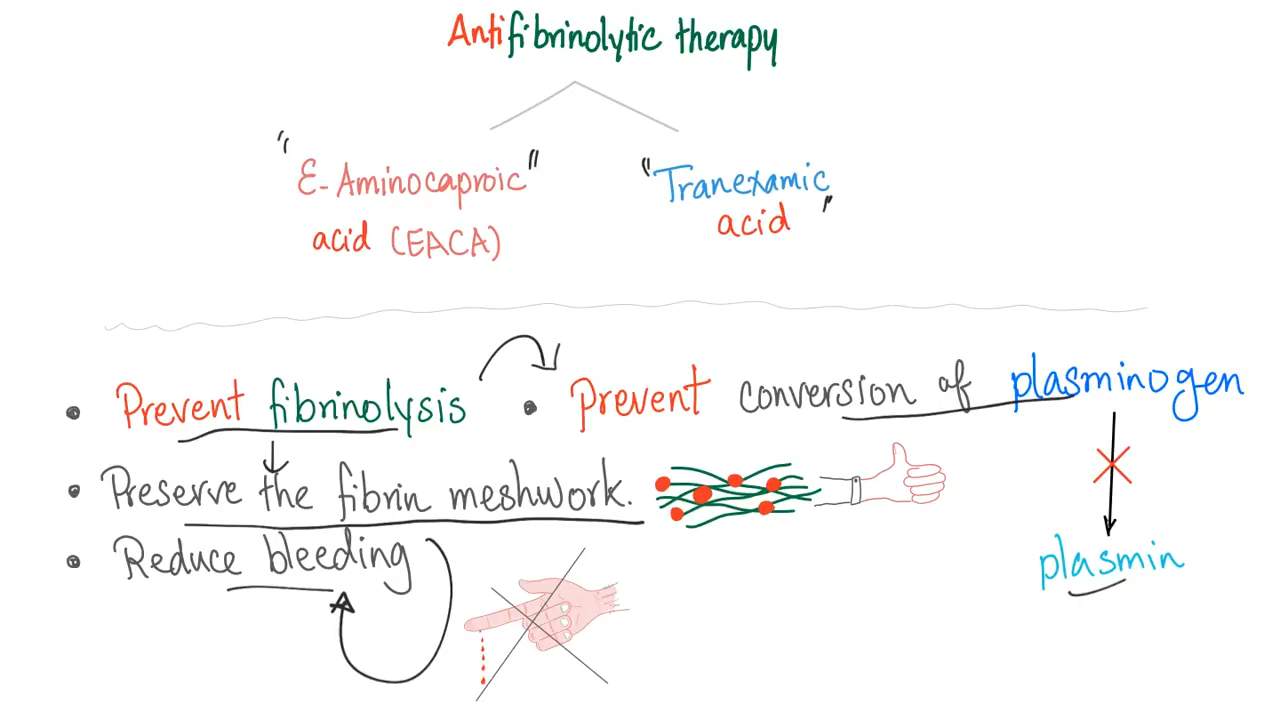 Antifibrinolytic therapy
"Ɛ-Aminocaproic"
acid (EACA)
"Tranexamic
acid"
• Prevent fibrinolysis
• Prevent conversion of plasminogen
• Preserve the fibrin meshwork.
• Reduce bleeding
plasmin